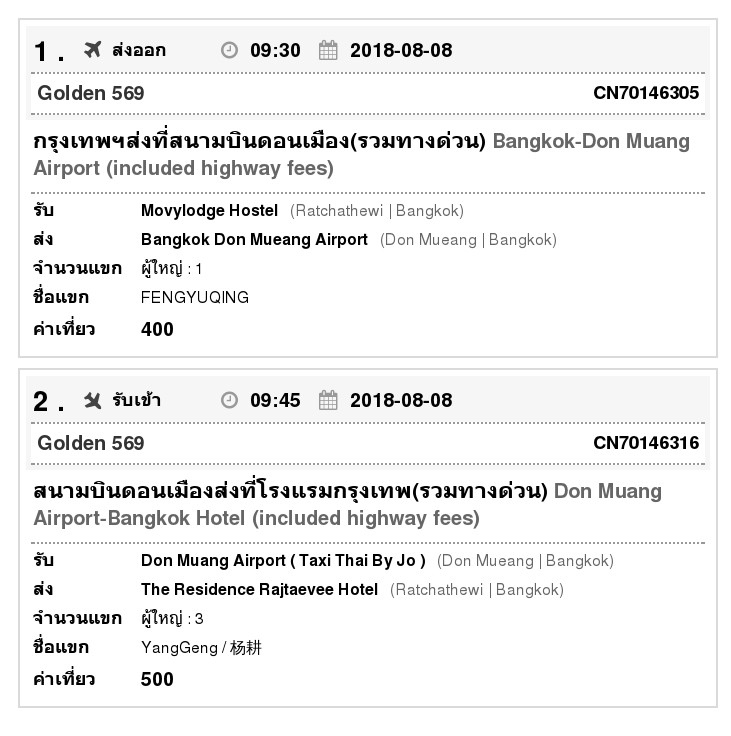 1 . ส่งออก 09:30 2018-08-08
Golden 569 CN70146305
กรุงเทพฯส่งที่สนามบินดอนเมือง(รวมทางด่วน) Bangkok-Don Muang
Airport (included highway fees)
รับ Movylodge Hostel (Ratchathewi | Bangkok)
ส่ง Bangkok Don Mueang Airport (Don Mueang | Bangkok)
จำนวนแขก ผู้ใหญ่ : 1
ชื่อแขก FENGYUQING
ค่าเที่ยว 400
2 . รับเข้า 09:45 2018-08-08
Golden 569 CN70146316
สนามบินดอนเมืองส่งที่โรงแรมกรุงเทพ(รวมทางด่วน) Don Muang
Airport-Bangkok Hotel (included highway fees)
รับ Don Muang Airport ( Taxi Thai By Jo ) (Don Mueang | Bangkok)
ส่ง The Residence Rajtaevee Hotel (Ratchathewi | Bangkok)
จำนวนแขก ผู้ใหญ่ : 3
ชื่อแขก YangGeng / 杨耕
ค่าเที่ยว 500